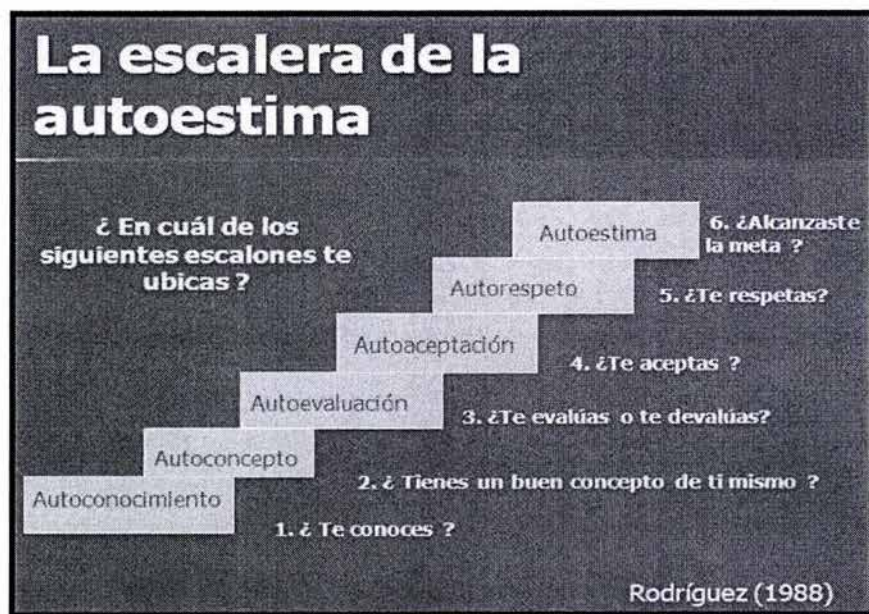 La escalera de la
autoestima
¿ En cuál de los
siguientes escalones te
ubicas ?
Autoestima
6. ¿Alcanzaste
la meta ?
Autorespeto
5. ¿Te respetas?
Autoaceptación
4. ¿Te aceptas ?
Autoevaluación
3. ¿Te evalúas o te devalúas?
Autoconcepto
2. ¿ Tienes un buen concepto de ti mismo ?
Autoconocimiento
1. ¿ Te conoces ?
Rodríguez (1988)